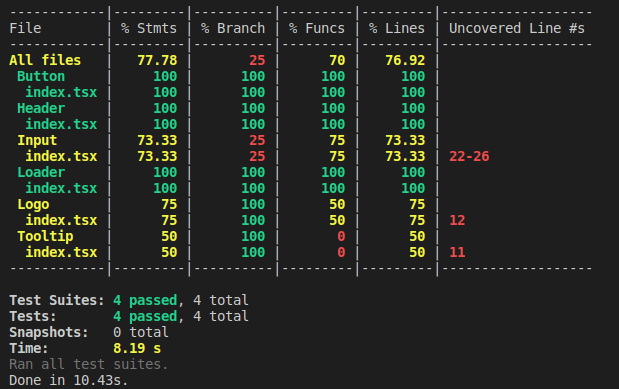 ------------|---------|----------|---------|---------|-------------------
File        | % Stmts | % Branch | % Funcs | % Lines | Uncovered Line #s
------------|---------|----------|---------|---------|-------------------
All files   |   77.78 |       25 |      70 |   76.92 |
 Button     |     100 |      100 |     100 |     100 |
  index.tsx |     100 |      100 |     100 |     100 |
 Header     |     100 |      100 |     100 |     100 |
  index.tsx |     100 |      100 |     100 |     100 |
 Input      |   73.33 |       25 |      75 |   73.33 |
  index.tsx |   73.33 |       25 |      75 |   73.33 | 22-26
 Loader     |     100 |      100 |     100 |     100 |
  index.tsx |     100 |      100 |     100 |     100 |
 Logo       |      75 |      100 |      50 |      75 |
  index.tsx |      75 |      100 |      50 |      75 | 12
 Tooltip    |      50 |      100 |       0 |      50 |
  index.tsx |      50 |      100 |       0 |      50 | 11
------------|---------|----------|---------|---------|-------------------
Test Suites: 4 passed, 4 total
Tests:       4 passed, 4 total
Snapshots:   0 total
Time:        8.19 s
Ran all test suites.
Done in 10.43s.